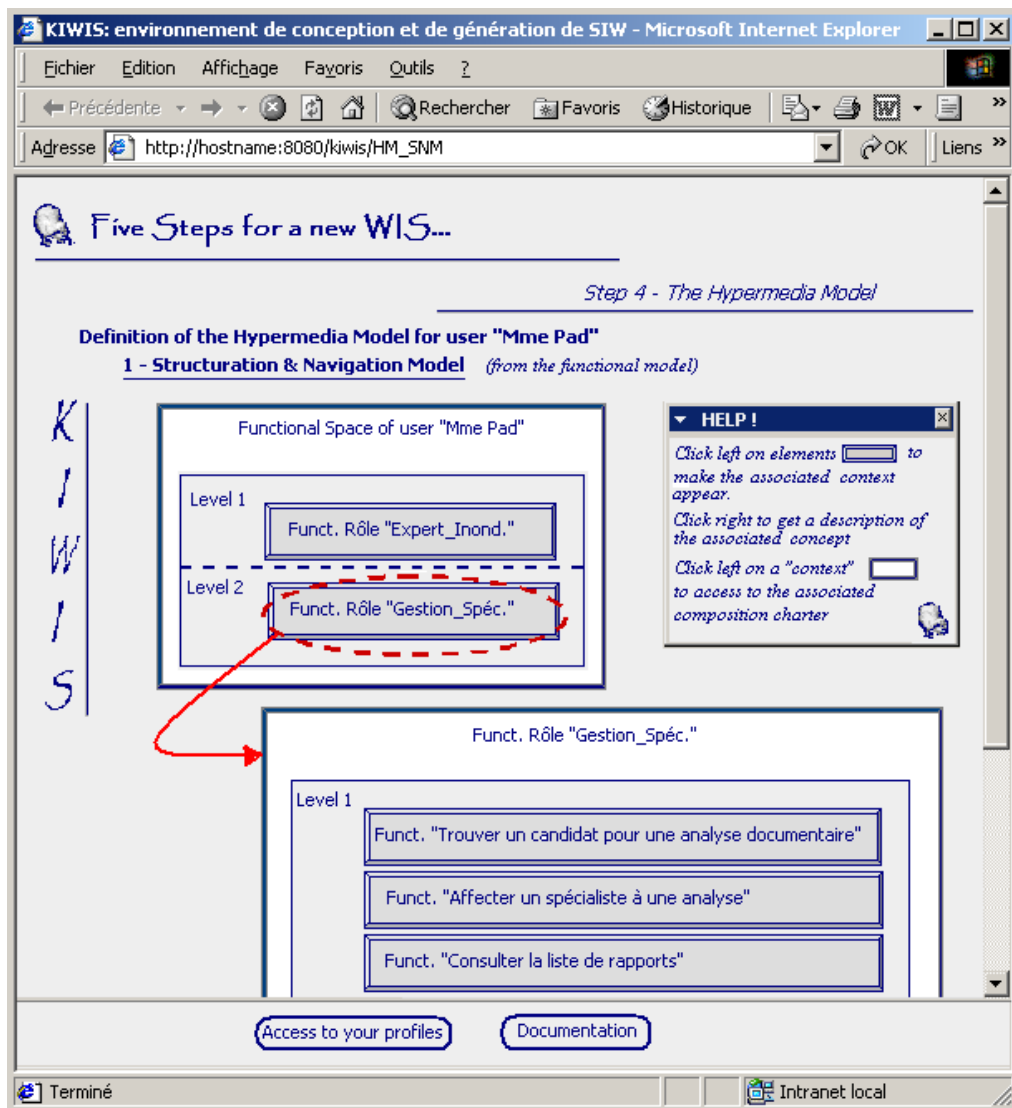 KIWIS: environnement de conception et de génération de SIW - Microsoft Internet Explorer
Fichier Edition Affichage Favoris Outils ?
Précédente Rechercher Favoris Historique »
Adresse http://hostname:8080/kiwis/HM_SNM OK Liens »
Five Steps for a new WIS...
Step 4 - The Hypermedia Model
Definition of the Hypermedia Model for user "Mme Pad"
1 - Structuration & Navigation Model (from the functional model)
K
I
W
I
S
Functional Space of user "Mme Pad"
Level 1
Funct. Rôle "Expert_Inond."
Level 2
Funct. Rôle "Gestion_Spéc."
HELP !
Click left on elements to
make the associated context
appear.
Click right to get a description of
the associated concept
Click left on a "context"
to access to the associated
composition charter
Funct. Rôle "Gestion_Spéc."
Level 1
Funct. "Trouver un candidat pour une analyse documentaire"
Funct. "Affecter un spécialiste à une analyse"
Funct. "Consulter la liste de rapports"
Access to your profiles Documentation
Terminé Intranet local